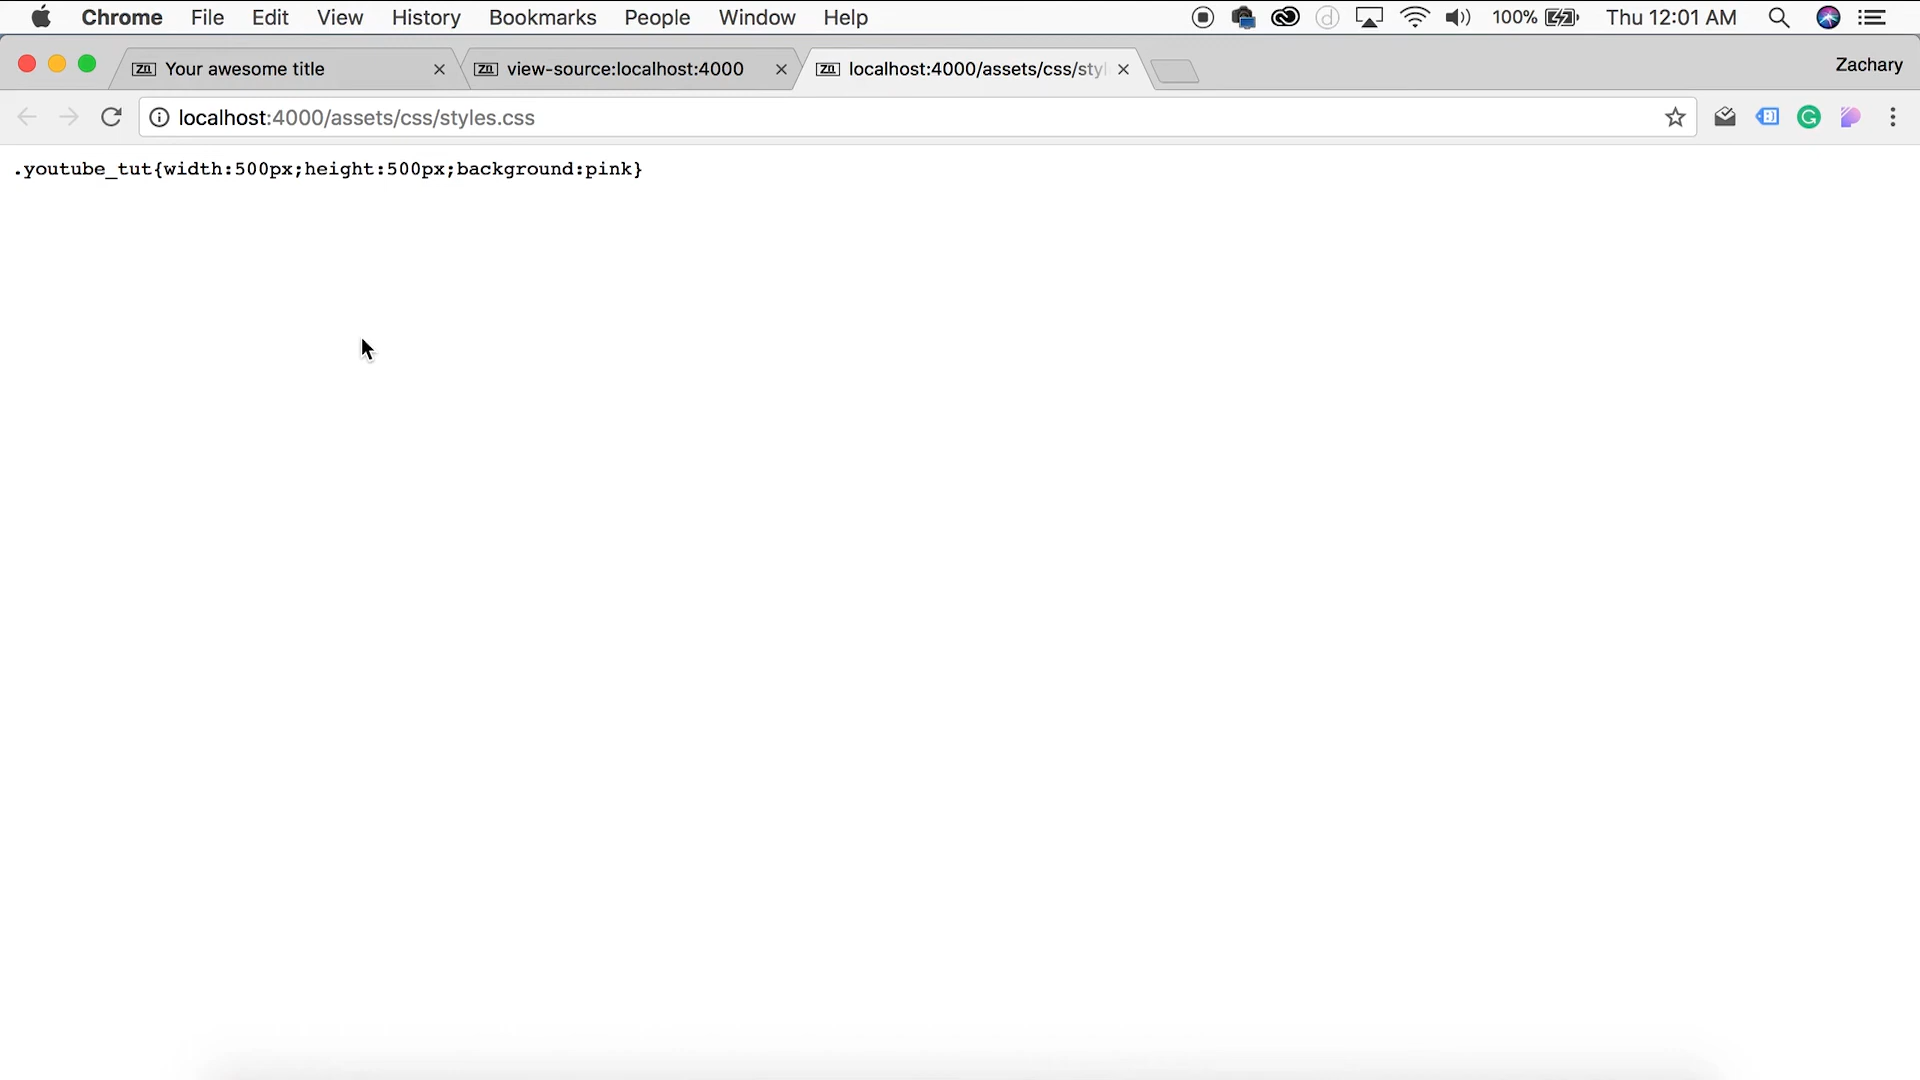 Chrome File Edit View History Bookmarks People Window Help 100% Thu 12:01 AM
Your awesome title view-source:localhost:4000 localhost:4000/assets/css/styl Zachary
localhost:4000/assets/css/styles.css
.youtube_tut{width:500px;height:500px;background:pink}